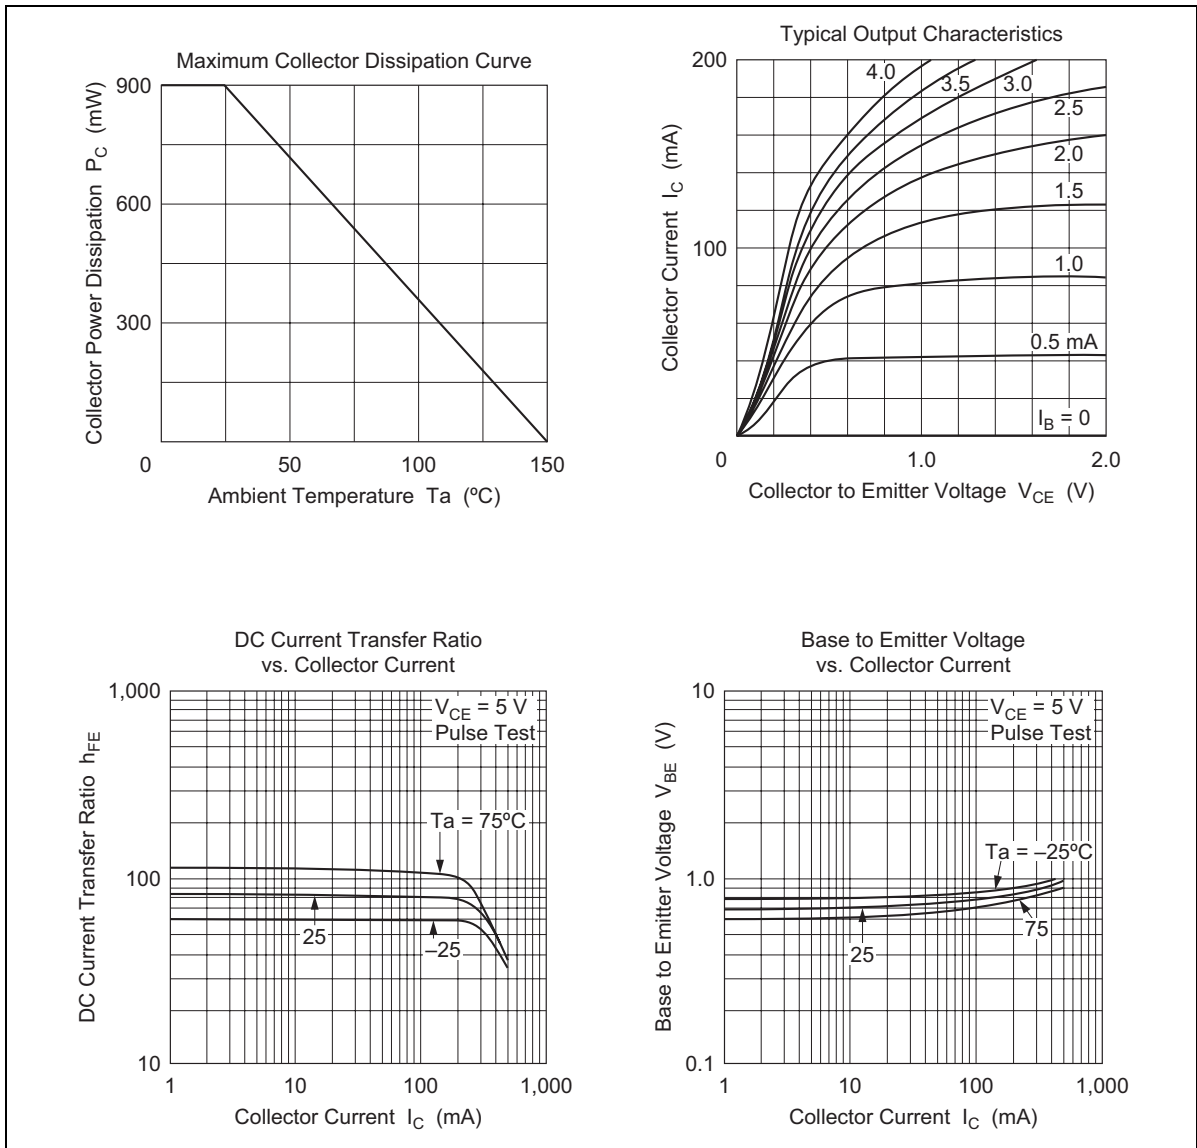 Maximum Collector Dissipation Curve
Collector Power Dissipation P_C (mW)
900
600
300
0
50
100
150
Ambient Temperature Ta (ºC)
Typical Output Characteristics
Collector Current I_C (mA)
200
100
0
1.0
2.0
4.0
3.5
3.0
2.5
2.0
1.5
1.0
0.5 mA
I_B = 0
Collector to Emitter Voltage V_CE (V)
DC Current Transfer Ratio
vs. Collector Current
DC Current Transfer Ratio h_FE
1,000
100
10
1
10
100
1,000
V_CE = 5 V
Pulse Test
Ta = 75ºC
25
–25
Collector Current I_C (mA)
Base to Emitter Voltage
vs. Collector Current
Base to Emitter Voltage V_BE (V)
10
1.0
0.1
1
10
100
1,000
V_CE = 5 V
Pulse Test
Ta = –25ºC
25
75
Collector Current I_C (mA)